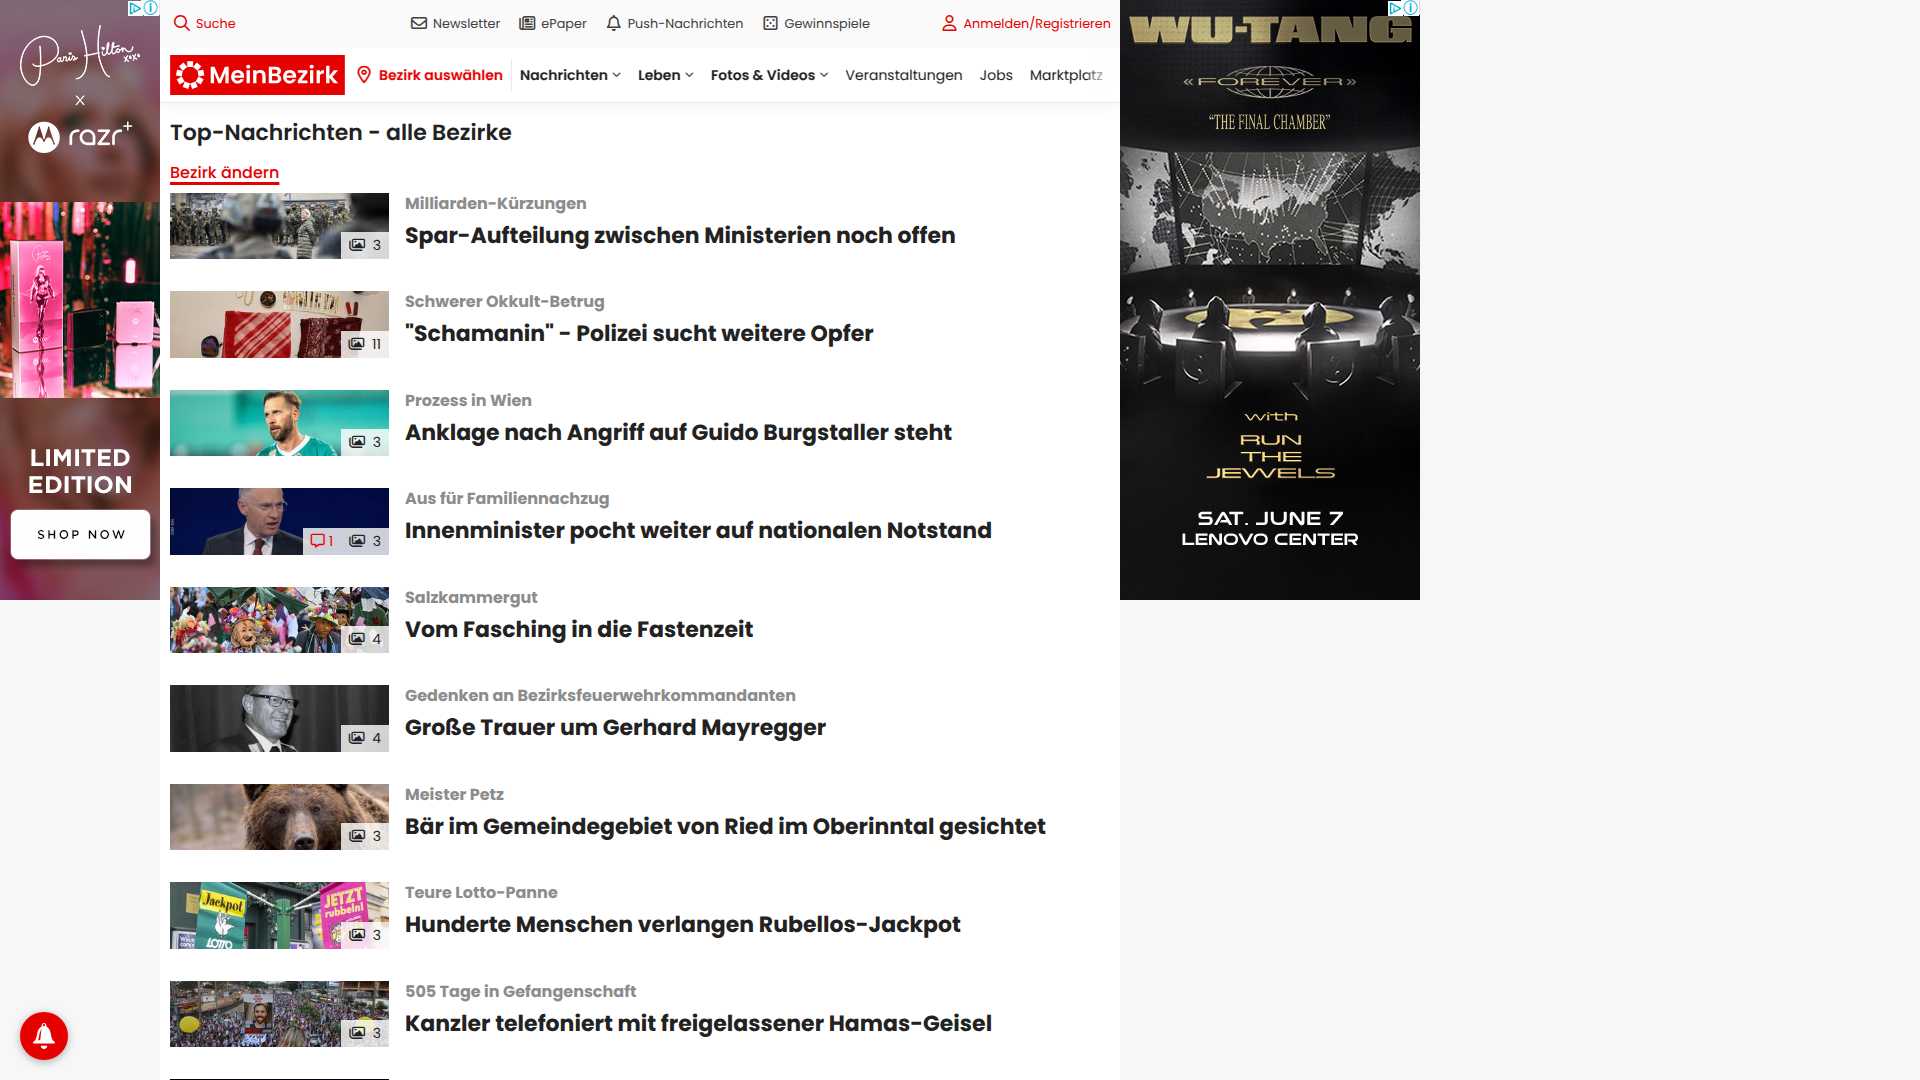 Suche
Newsletter
ePaper
Push-Nachrichten
Gewinnspiele
Anmelden/Registrieren
MeinBezirk
Bezirk auswählen
Nachrichten
Leben
Fotos & Videos
Veranstaltungen
Jobs
Marktplatz
Top-Nachrichten - alle Bezirke
Bezirk ändern
3
Milliarden-Kürzungen
Spar-Aufteilung zwischen Ministerien noch offen
11
Schwerer Okkult-Betrug
"Schamanin" - Polizei sucht weitere Opfer
3
Prozess in Wien
Anklage nach Angriff auf Guido Burgstaller steht
1
3
Aus für Familiennachzug
Innenminister pocht weiter auf nationalen Notstand
4
Salzkammergut
Vom Fasching in die Fastenzeit
4
Gedenken an Bezirksfeuerwehrkommandanten
Große Trauer um Gerhard Mayregger
3
Meister Petz
Bär im Gemeindegebiet von Ried im Oberinntal gesichtet
Jackpot
LOTTO
JETZT
rubbeln!
3
Teure Lotto-Panne
Hunderte Menschen verlangen Rubellos-Jackpot
3
505 Tage in Gefangenschaft
Kanzler telefoniert mit freigelassener Hamas-Geisel
Paris Hilton
xoxo
X
razr+
LIMITED
EDITION
SHOP NOW
WU-TANG
«FOREVER»
"THE FINAL CHAMBER"
with
RUN
THE
JEWELS
SAT. JUNE 7
LENOVO CENTER